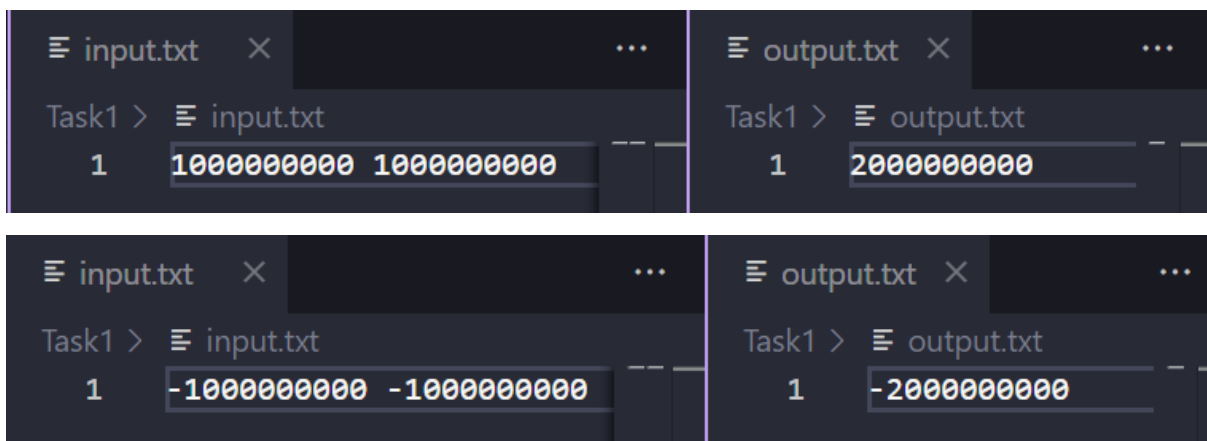 input.txt × ... output.txt × ...
Task1 > input.txt Task1 > output.txt
1 1000000000 1000000000 1 2000000000
input.txt × ... output.txt × ...
Task1 > input.txt Task1 > output.txt
1 -1000000000 -1000000000 1 -2000000000